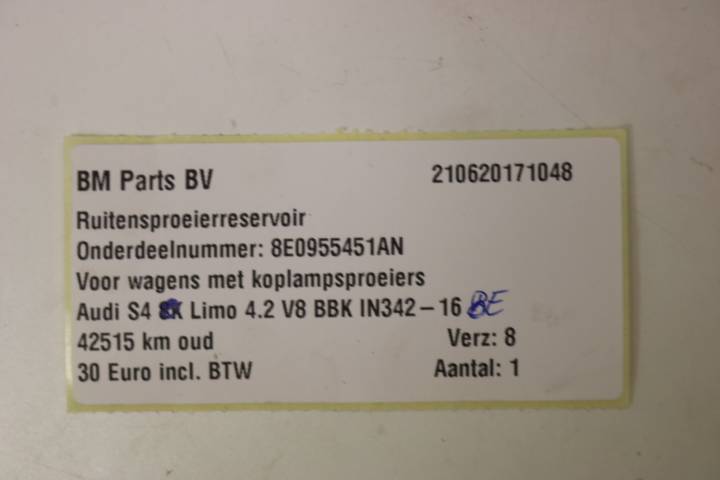 BM Parts BV 210620171048
Ruitensproeierreservoir
Onderdeelnummer: 8E0955451AN
Voor wagens met koplampsproeiers
Audi S4 Limo 4.2 V8 BBK IN342-16 8E
42515 km oud Verz: 8
30 Euro incl. BTW Aantal: 1